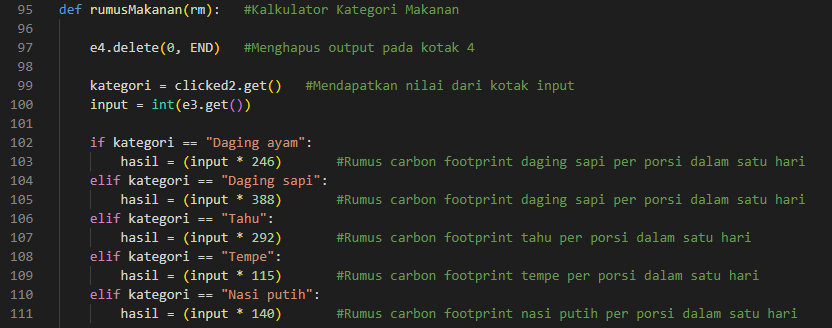 95 def rumusMakanan(rm):   #Kalkulator Kategori Makanan
96
97     e4.delete(0, END)   #Menghapus output pada kotak 4
98
99     kategori = clicked2.get()   #Mendapatkan nilai dari kotak input
100     input = int(e3.get())
101
102     if kategori == "Daging ayam":
103         hasil = (input * 246)       #Rumus carbon footprint daging sapi per porsi dalam satu hari
104     elif kategori == "Daging sapi":
105         hasil = (input * 388)       #Rumus carbon footprint daging sapi per porsi dalam satu hari
106     elif kategori == "Tahu":
107         hasil = (input * 292)       #Rumus carbon footprint tahu per porsi dalam satu hari
108     elif kategori == "Tempe":
109         hasil = (input * 115)       #Rumus carbon footprint tempe per porsi dalam satu hari
110     elif kategori == "Nasi putih":
111         hasil = (input * 140)       #Rumus carbon footprint nasi putih per porsi dalam satu hari